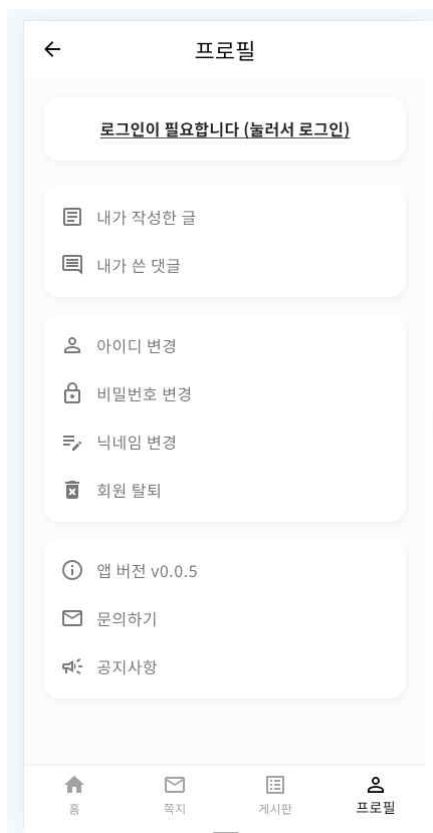 프로필
로그인이 필요합니다 (눌러서 로그인)
내가 작성한 글
내가 쓴 댓글
아이디 변경
비밀번호 변경
닉네임 변경
회원 탈퇴
앱 버젼 v0.0.5
문의하기
공지사항
홈
쪽지
게시판
프로필